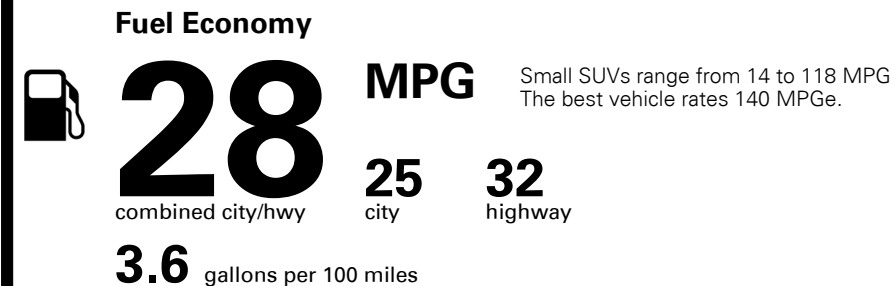 Fuel Economy
28 MPG
Small SUVs range from 14 to 118 MPG
The best vehicle rates 140 MPGe.
combined city/hwy
25 city
32 highway
3.6 gallons per 100 miles